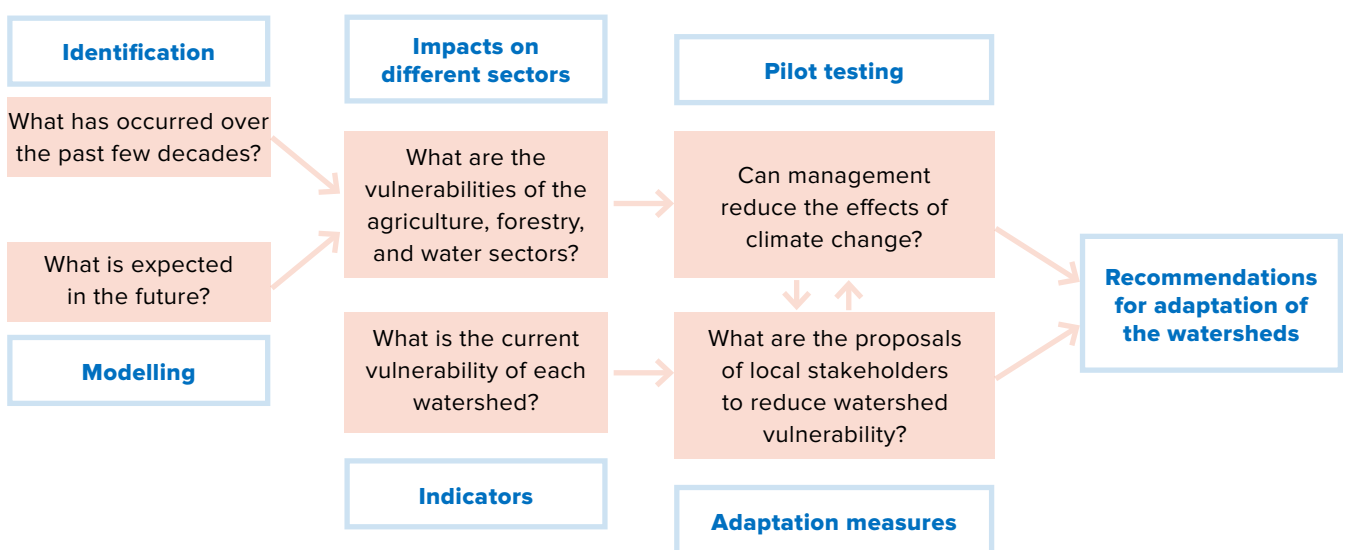 Identification
What has occurred over
the past few decades?
What is expected
in the future?
Modelling
Impacts on
different sectors
What are the
vulnerabilities of the
agriculture, forestry,
and water sectors?
What is the current
vulnerability of each
watershed?
Indicators
Pilot testing
Can management
reduce the effects of
climate change?
What are the proposals
of local stakeholders
to reduce watershed
vulnerability?
Adaptation measures
Recommendations
for adaptation of
the watersheds